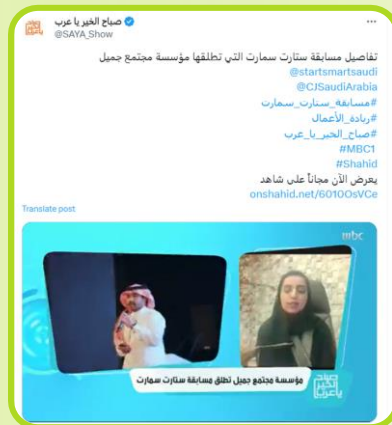 صباح الخير يا عرب
@SAYA_Show
تفاصيل مسابقة ستارت سمارت التي تطلقها مؤسسة مجتمع جميل
@startsmartsaudi
@CJSaudiArabia
#مسابقة_ستارت_سمارت
#ريادة_الأعمال
#صباح_الخير_يا_عرب
#MBC1
#Shahid
يعرض الآن مجاناً على شاهد
onshahid.net/6010OsVCe
Translate post
mbc
مؤسسة مجتمع جميل تطلق مسابقة ستارت سمارت
صباح
الخير
يا عرب